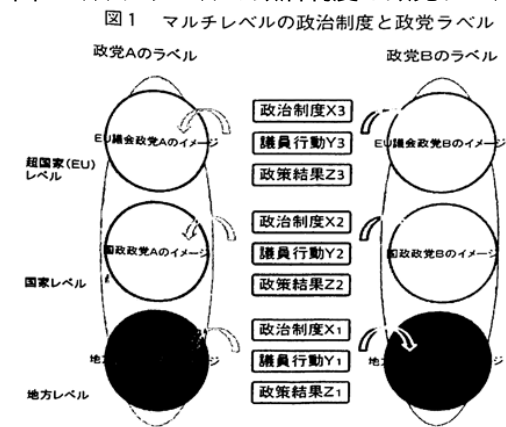 図1 マルチレベルの政治制度と政党ラベル
政党Aのラベル
政党Bのラベル
政治制度X3
EU議会政党Aのイメージ
議員行動Y3
EU議会政党Bのイメージ
超国家(EU)
レベル
政策結果Z3
政治制度X2
国政政党Aのイメージ
議員行動Y2
国政政党Bのイメージ
国家レベル
政策結果Z2
政治制度X1
議員行動Y1
地方レベル
政策結果Z1